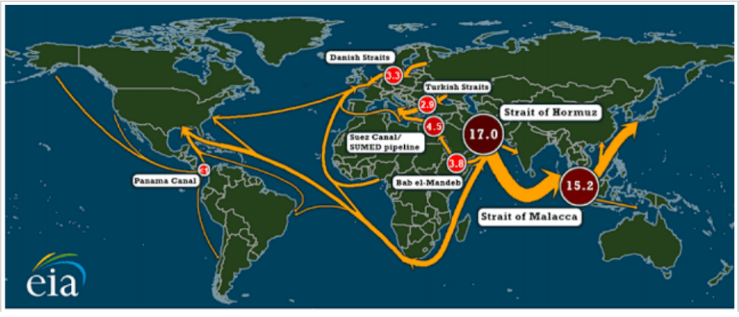 Danish Straits
3.3
Turkish Straits
2.9
Strait of Hormuz
17.0
4.5
Suez Canal/
SUMED pipeline
3.8
Bab el-Mandeb
15.2
Strait of Malacca
Panama Canal
eia